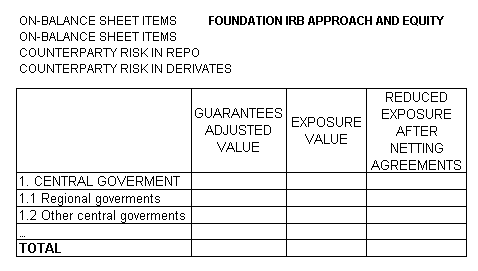 ON-BALANCE SHEET ITEMS FOUNDATION IRB APPROACH AND EQUITY
ON-BALANCE SHEET ITEMS
COUNTERPARTY RISK IN REPO
COUNTERPARTY RISK IN DERIVATES
GUARANTEES
ADJUSTED
VALUE
EXPOSURE
VALUE
REDUCED
EXPOSURE
AFTER
NETTING
AGREEMENTS
1. CENTRAL GOVERMENT
1.1 Regional goverments
1.2 Other central goverments
...
TOTAL